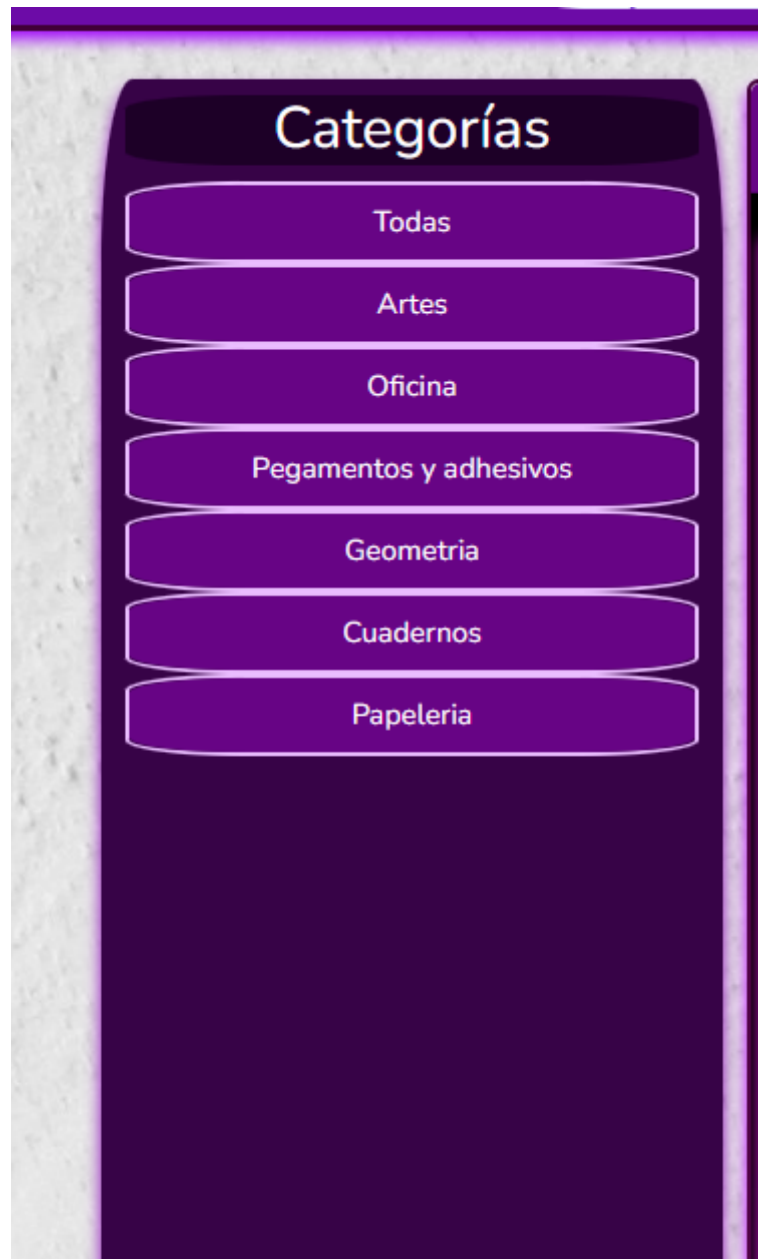 Categorías
Todas
Artes
Oficina
Pegamentos y adhesivos
Geometria
Cuadernos
Papeleria